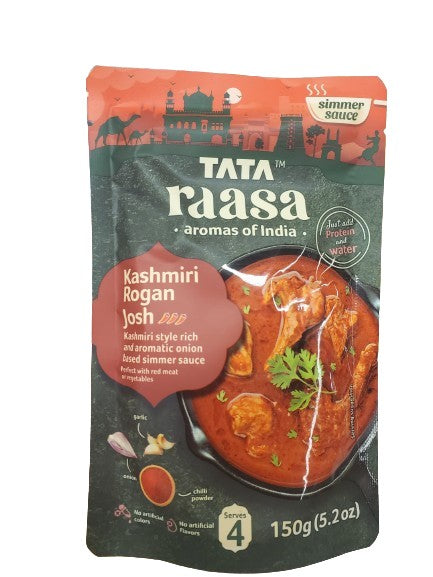 simmer
sauce
TATA™
raasa
• aromas of India •
Just add
Protein
and
water
Kashmiri
Rogan
Josh
Kashmiri style rich
and aromatic onion
based simmer sauce
Perfect with red meat
or vegetables
garlic
onion
chilli
powder
No artificial
colors
No artificial
flavors
Serves
4
150g (5.2 oz)